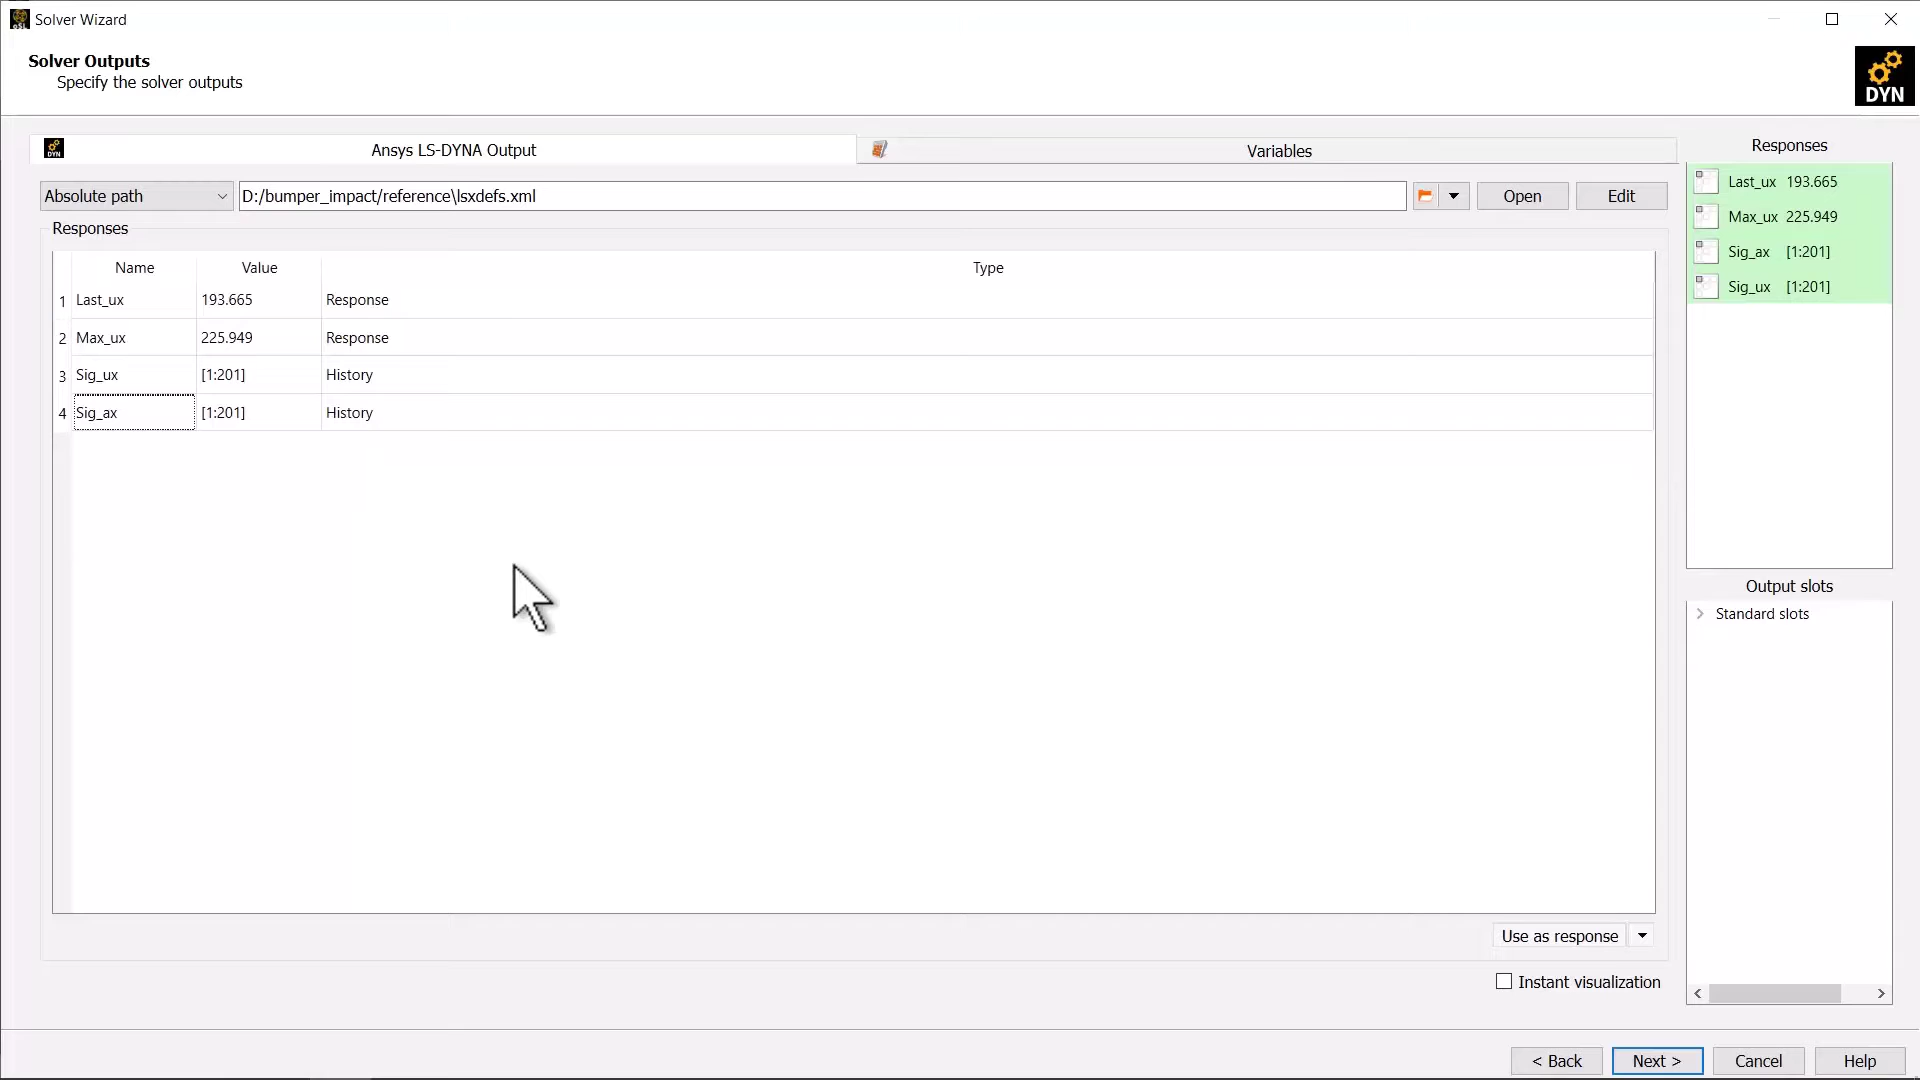 Solver Wizard
Solver Outputs
Specify the solver outputs
DYN
DYN
Ansys LS-DYNA Output
Variables
Responses
Absolute path
D:/bumper_impact/reference\lsxdefs.xml
Open
Edit
Last_ux 193.665
Max_ux 225.949
Sig_ax [1:201]
Sig_ux [1:201]
Responses
Name Value Type
1 Last_ux 193.665 Response
2 Max_ux 225.949 Response
3 Sig_ux [1:201] History
4 Sig_ax [1:201] History
Output slots
Standard slots
Use as response
Instant visualization
< Back
Next >
Cancel
Help